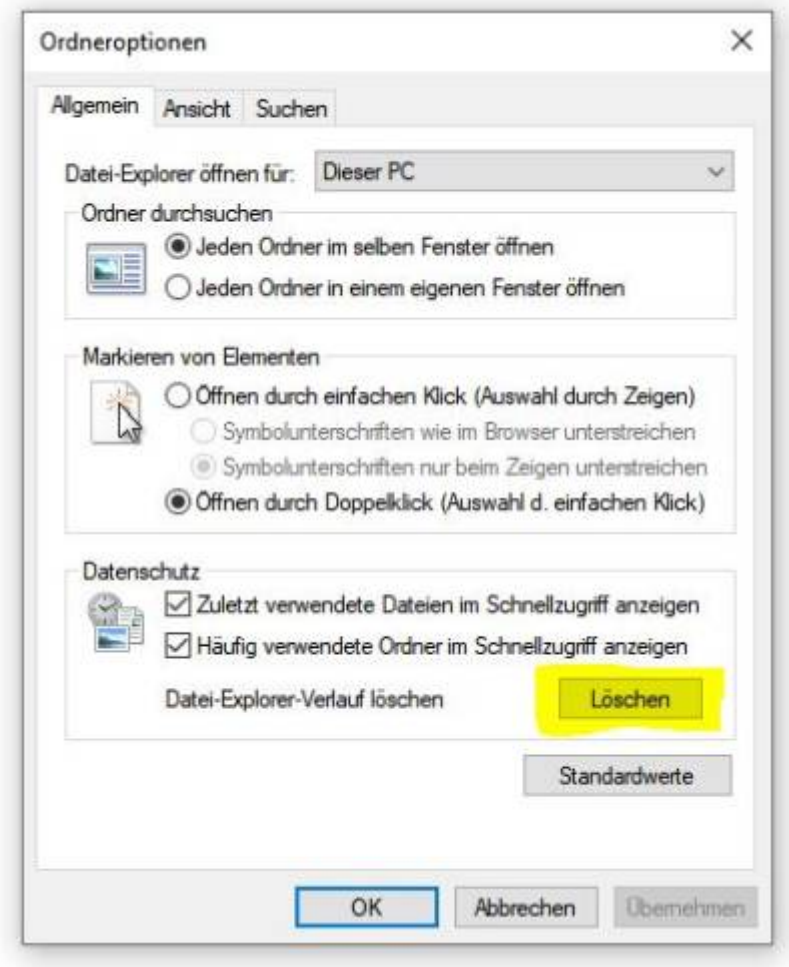 Ordneroptionen
Allgemein Ansicht Suchen
Datei-Explorer öffnen für: Dieser PC
Ordner durchsuchen
Jeden Ordner im selben Fenster öffnen
Jeden Ordner in einem eigenen Fenster öffnen
Markieren von Elementen
Öffnen durch einfachen Klick (Auswahl durch Zeigen)
Symbolunterschriften wie im Browser unterstreichen
Symbolunterschriften nur beim Zeigen unterstreichen
Öffnen durch Doppelklick (Auswahl d. einfachen Klick)
Datenschutz
Zuletzt verwendete Dateien im Schnellzugriff anzeigen
Häufig verwendete Ordner im Schnellzugriff anzeigen
Datei-Explorer-Verlauf löschen Löschen
Standardwerte
OK Abbrechen Übernehmen